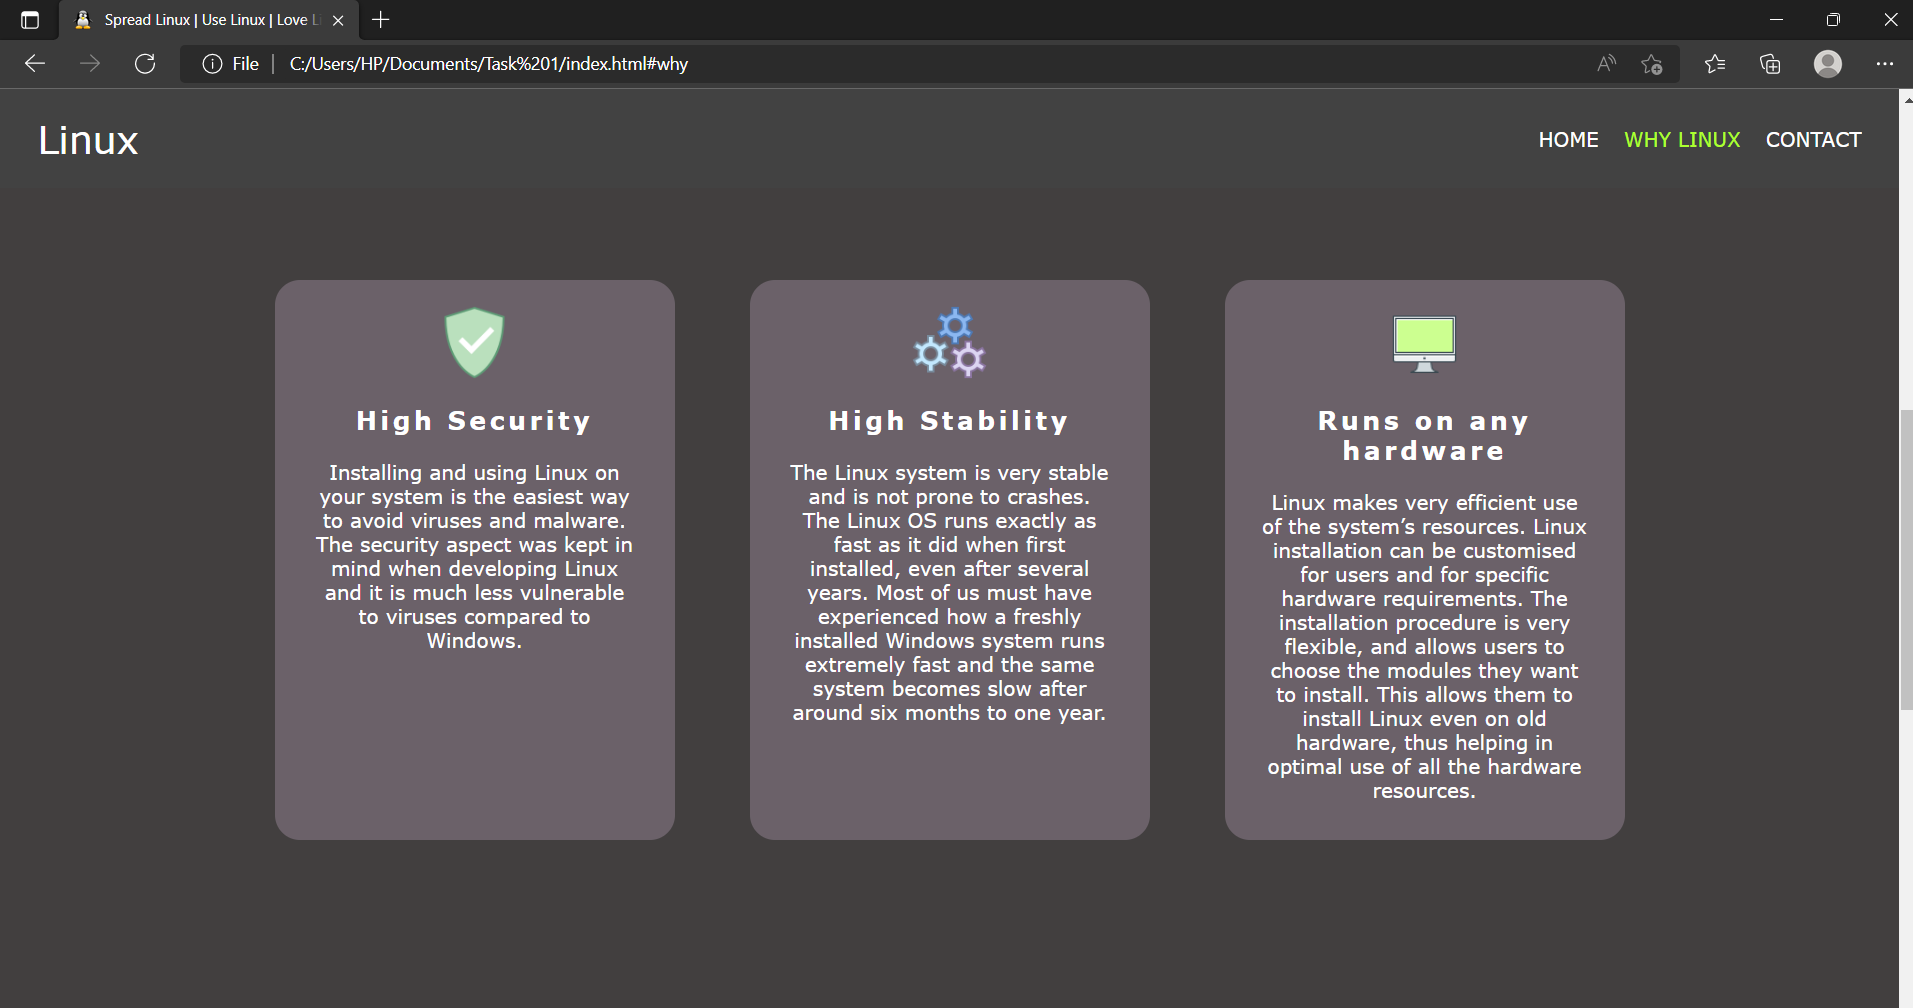 Spread Linux | Use Linux | Love L
File
C:/Users/HP/Documents/Task%201/index.html#why
Linux
HOME
WHY LINUX
CONTACT
High Security
Installing and using Linux on
your system is the easiest way
to avoid viruses and malware.
The security aspect was kept in
mind when developing Linux
and it is much less vulnerable
to viruses compared to
Windows.
High Stability
The Linux system is very stable
and is not prone to crashes.
The Linux OS runs exactly as
fast as it did when first
installed, even after several
years. Most of us must have
experienced how a freshly
installed Windows system runs
extremely fast and the same
system becomes slow after
around six months to one year.
Runs on any
hardware
Linux makes very efficient use
of the system’s resources. Linux
installation can be customised
for users and for specific
hardware requirements. The
installation procedure is very
flexible, and allows users to
choose the modules they want
to install. This allows them to
install Linux even on old
hardware, thus helping in
optimal use of all the hardware
resources.